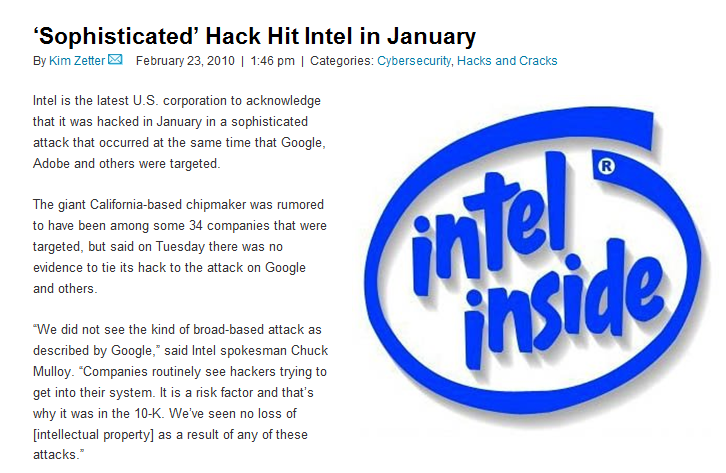 ‘Sophisticated’ Hack Hit Intel in January
By Kim Zetter February 23, 2010 | 1:46 pm | Categories: Cybersecurity, Hacks and Cracks
Intel is the latest U.S. corporation to acknowledge
that it was hacked in January in a sophisticated
attack that occurred at the same time that Google,
Adobe and others were targeted.
The giant California-based chipmaker was rumored
to have been among some 34 companies that were
targeted, but said on Tuesday there was no
evidence to tie its hack to the attack on Google
and others.
“We did not see the kind of broad-based attack as
described by Google,” said Intel spokesman Chuck
Mulloy. “Companies routinely see hackers trying to
get into their system. It is a risk factor and that’s
why it was in the 10-K. We’ve seen no loss of
[intellectual property] as a result of any of these
attacks.”
intel ®
inside